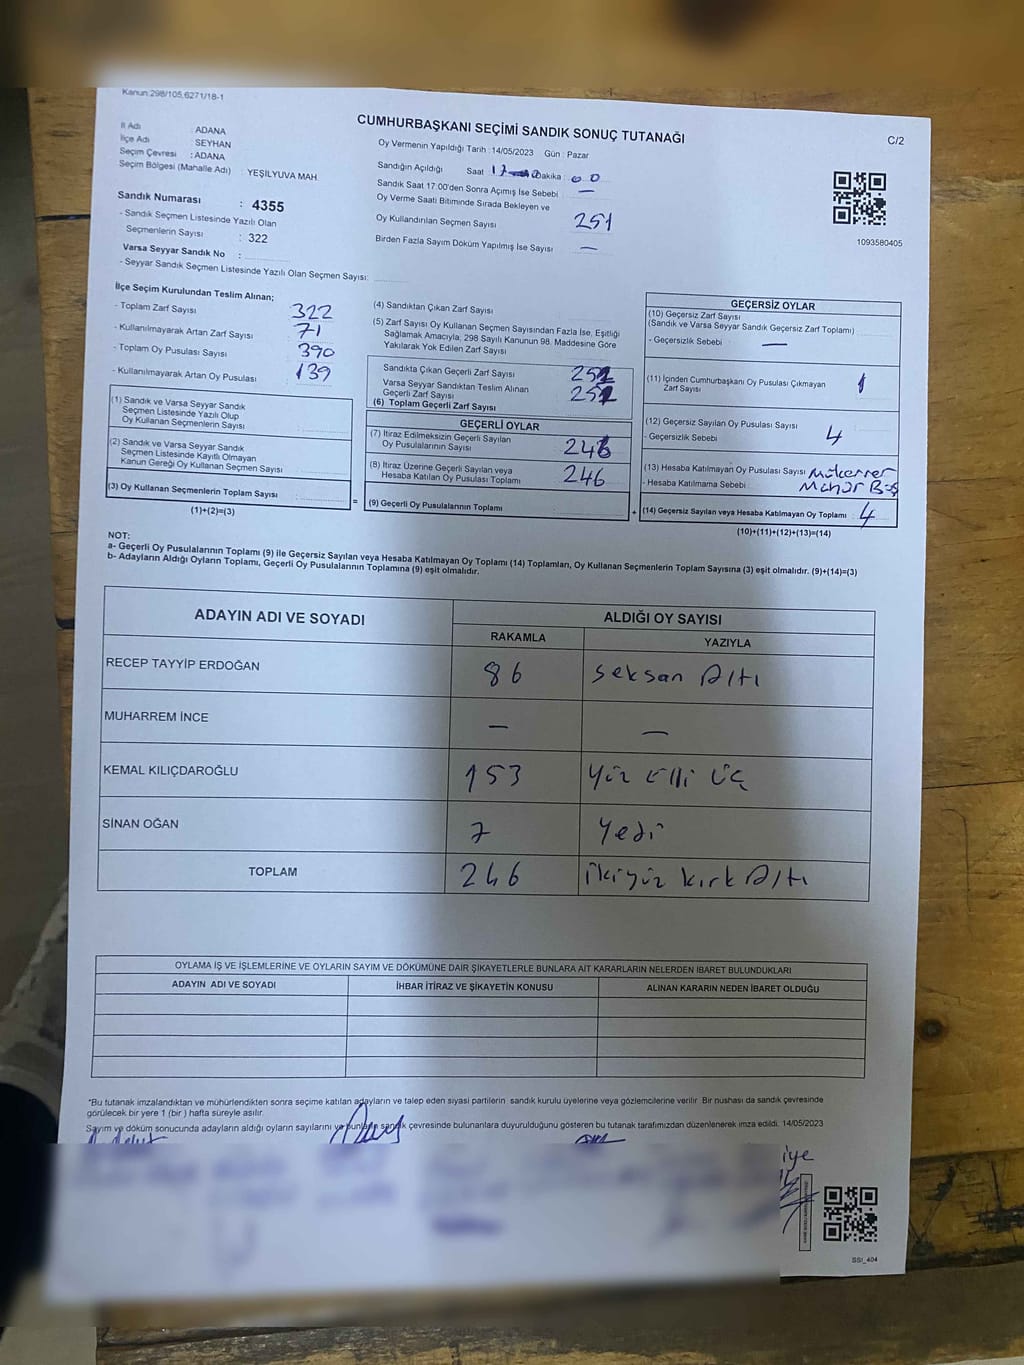 Kanun:298/105,6271/18-1
CUMHURBAŞKANI SEÇİMİ SANDIK SONUÇ TUTANAĞI
C/2
İl Adı : ADANA
İlçe Adı : SEYHAN
Seçim Çevresi : ADANA
Seçim Bölgesi (Mahalle Adı) : YEŞİLYUVA MAH.
Sandık Numarası : 4355
- Sandık Seçmen Listesinde Yazılı Olan
Seçmenlerin Sayısı : 322
Varsa Seyyar Sandık No :
- Seyyar Sandık Seçmen Listesinde Yazılı Olan Seçmen Sayısı:
Oy Vermenin Yapıldığı Tarih : 14/05/2023 Gün : Pazar
Sandığın Açıldığı Saat 17 Dakika : 00
Sandık Saat 17:00'den Sonra Açımış İse Sebebi : —
Oy Verme Saati Bitiminde Sırada Bekleyen ve
Oy Kullandırılan Seçmen Sayısı 251
Birden Fazla Sayım Döküm Yapılmış İse Sayısı —
1093580405
İlçe Seçim Kurulundan Teslim Alınan;
- Toplam Zarf Sayısı 322
- Kullanılmayarak Artan Zarf Sayısı : 71
- Toplam Oy Pusulası Sayısı : 390
- Kullanılmayarak Artan Oy Pusulası : 139
(1) Sandık ve Varsa Seyyar Sandık
Seçmen Listesinde Yazılı Olup
Oy Kullanan Seçmenlerin Sayısı :
(2) Sandık ve Varsa Seyyar Sandık
Seçmen Listesinde Kayıtlı Olmayan
Kanun Gereği Oy Kullanan Seçmen Sayısı :
(3) Oy Kullanan Seçmenlerin Toplam Sayısı :
(1)+(2)=(3)
(4) Sandıktan Çıkan Zarf Sayısı
(5) Zarf Sayısı Oy Kullanan Seçmen Sayısından Fazla İse, Eşitliği
Sağlamak Amacıyla; 298 Sayılı Kanunun 98. Maddesine Göre
Yakılarak Yok Edilen Zarf Sayısı
Sandıkta Çıkan Geçerli Zarf Sayısı
Varsa Seyyar Sandıktan Teslim Alınan
Geçerli Zarf Sayısı
(6) Toplam Geçerli Zarf Sayısı
GEÇERLİ OYLAR
(7) İtiraz Edilmeksizin Geçerli Sayılan
Oy Pusulalarının Sayısı 246
(8) İtiraz Üzerine Geçerli Sayılan veya
Hesaba Katılan Oy Pusulası Toplamı 246
= (9) Geçerli Oy Pusulalarının Toplamı +
GEÇERSİZ OYLAR
(10) Geçersiz Zarf Sayısı
(Sandık ve Varsa Seyyar Sandık Geçersiz Zarf Toplamı)
- Geçersizlik Sebebi : —
(11) İçinden Cumhurbaşkanı Oy Pusulası Çıkmayan
Zarf Sayısı 1
(12) Geçersiz Sayılan Oy Pusulası Sayısı 4
- Geçersizlik Sebebi :
(13) Hesaba Katılmayan Oy Pusulası Sayısı Mükerrer
- Hesaba Katılmama Sebebi :
(14) Geçersiz Sayılan veya Hesaba Katılmayan Oy Toplamı : 4
(10)+(11)+(12)+(13)=(14)
NOT:
a- Geçerli Oy Pusulalarının Toplamı (9) ile Geçersiz Sayılan veya Hesaba Katılmayan Oy Toplamı (14) Toplamları, Oy Kullanan Seçmenlerin Toplam Sayısına (3) eşit olmalıdır. (9)+(14)=(3)
b- Adayların Aldığı Oyların Toplamı, Geçerli Oy Pusulalarının Toplamına (9) eşit olmalıdır.
ADAYIN ADI VE SOYADI ALDIĞI OY SAYISI
RAKAMLA YAZIYLA
RECEP TAYYİP ERDOĞAN 86 seksan Altı
MUHARREM İNCE — —
KEMAL KILIÇDAROĞLU 153 Yüz Elli Üç
SİNAN OĞAN 7 Yedi
TOPLAM 246 ikiyüz kırk Altı
OYLAMA İŞ VE İŞLEMLERİNE VE OYLARIN SAYIM VE DÖKÜMÜNE DAİR ŞİKAYETLERLE BUNLARA AİT KARARLARIN NELERDEN İBARET BULUNDUKLARI
ADAYIN ADI VE SOYADI İHBAR İTİRAZ VE ŞİKAYETİN KONUSU ALINAN KARARIN NEDEN İBARET OLDUĞU
*Bu tutanak imzalandıktan ve mühürlendikten sonra seçime katılan adayların ve talep eden siyasi partilerin sandık kurulu üyelerine veya gözlemcilerine verilir. Bir nüshası da sandık çevresinde
görülecek bir yere 1 (bir ) hafta süreyle asılır.
Sayım ve döküm sonucunda adayların aldığı oyların sayılarını ve bunların sandık çevresinde bulunanlara duyurulduğunu gösteren bu tutanak tarafımızdan düzenlenerek imza edildi. 14/05/2023
SSI_404